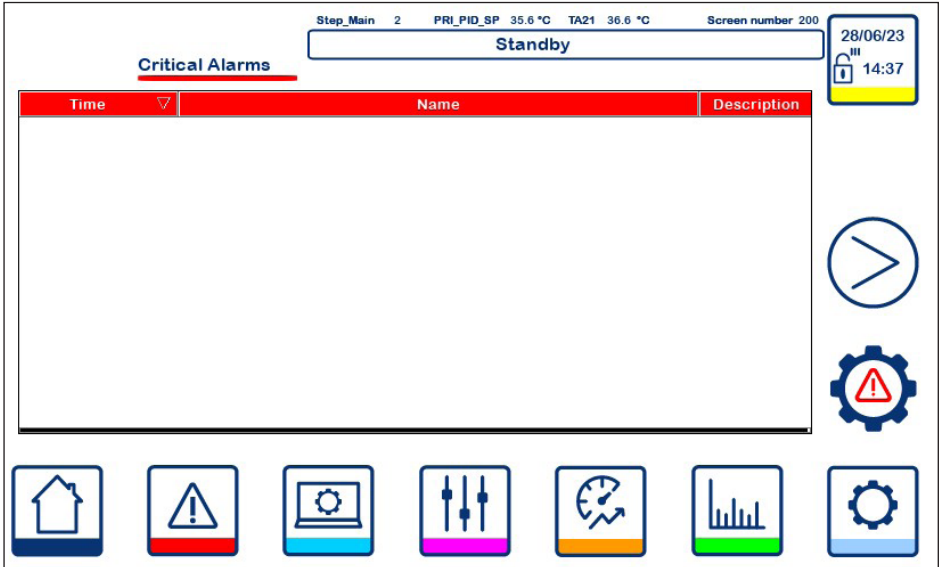 Step_Main 2 PRI_PID_SP 35.6 °C TA21 36.6 °C Screen number 200
Standby
28/06/23
III
14:37
Critical Alarms
Time Name Description